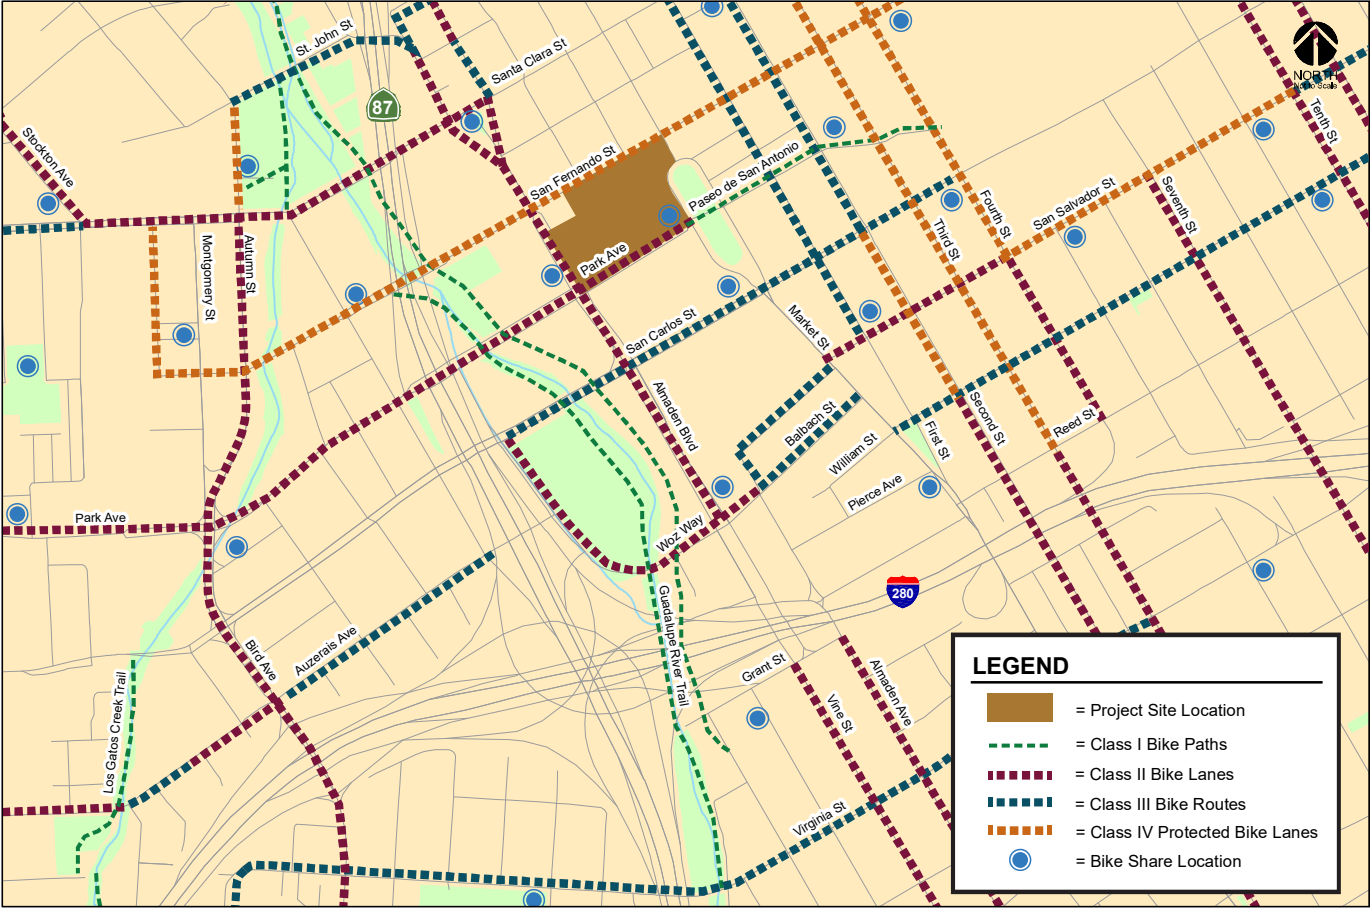 St. John St
Santa Clara St
87
NORTH
Not to Scale
Tenth St
Stockton Ave
San Fernando St
Paseo de San Antonio
San Salvador St
Seventh St
Fourth St
Third St
Montgomery St
Autumn St
Park Ave
San Carlos St
Market St
Almaden Blvd
Balbach St
William St
First St
Second St
Reed St
Pierce Ave
Park Ave
Woz Way
280
Guadalupe River Trail
Bird Ave
Auzerais Ave
Grant St
Almaden Ave
Vine St
Los Gatos Creek Trail
Virginia St
LEGEND
= Project Site Location
= Class I Bike Paths
= Class II Bike Lanes
= Class III Bike Routes
= Class IV Protected Bike Lanes
= Bike Share Location